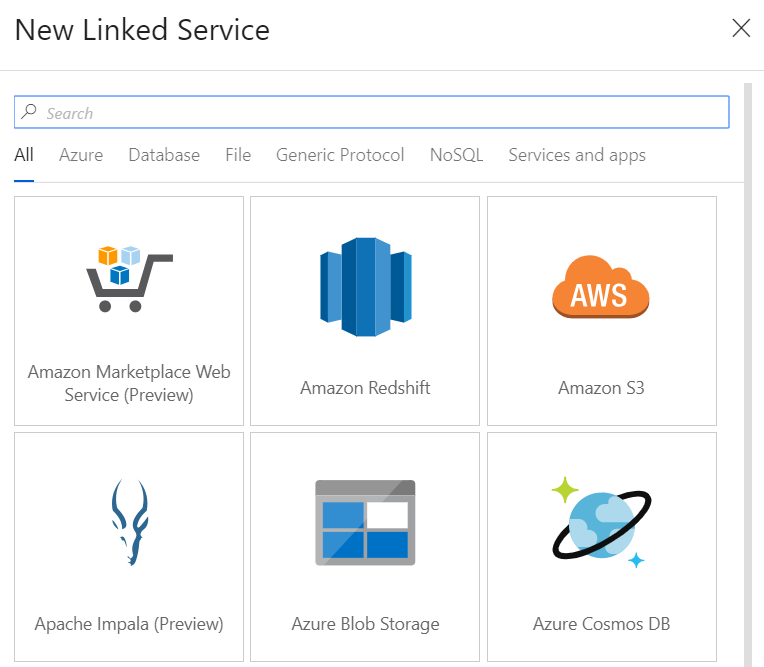 New Linked Service
Search
All Azure Database File Generic Protocol NoSQL Services and apps
AWS
Amazon Marketplace Web
Service (Preview)
Amazon Redshift
Amazon S3
Apache Impala (Preview)
Azure Blob Storage
Azure Cosmos DB